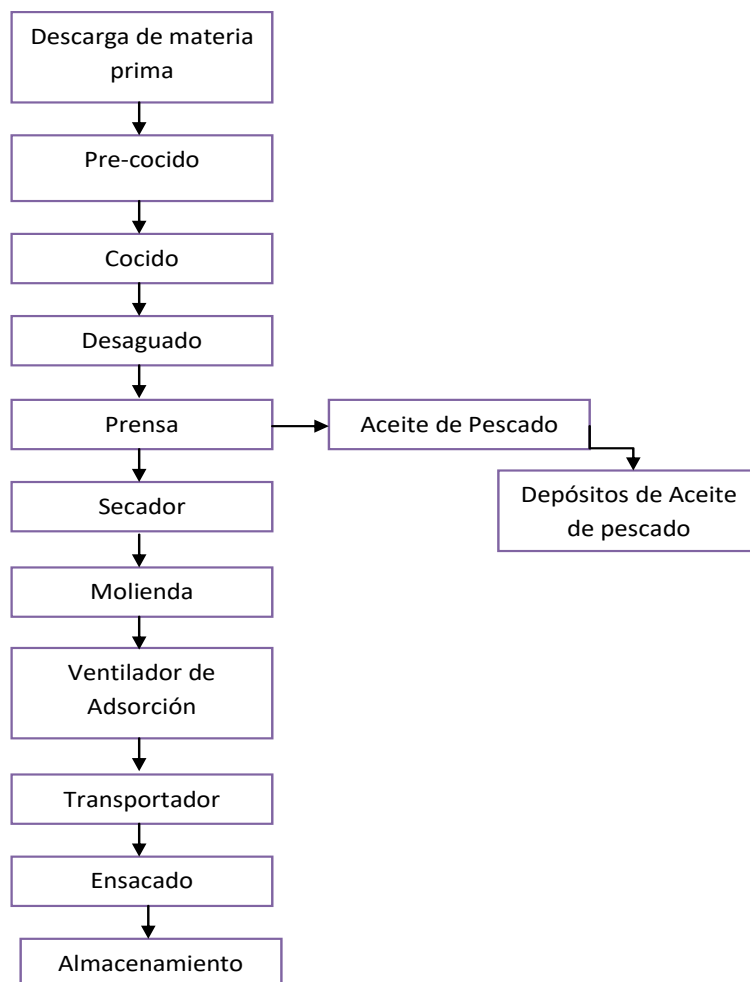 Descarga de materia
prima
Pre-cocido
Cocido
Desaguado
Prensa
Aceite de Pescado
Depósitos de Aceite
de pescado
Secador
Molienda
Ventilador de
Adsorción
Transportador
Ensacado
Almacenamiento